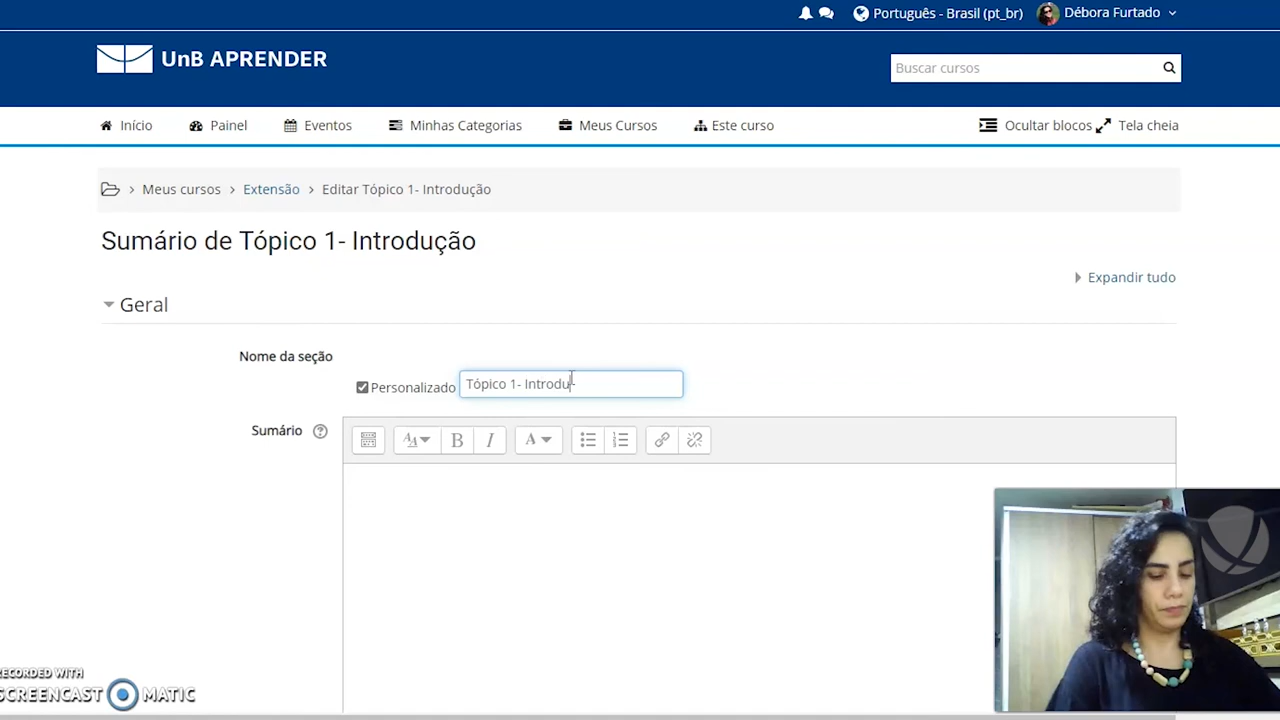 Português - Brasil (pt_br) Débora Furtado
UnB APRENDER
Buscar cursos
Início Painel Eventos Minhas Categorias Meus Cursos Este curso Ocultar blocos Tela cheia
Meus cursos > Extensão > Editar Tópico 1- Introdução
Sumário de Tópico 1- Introdução
Expandir tudo
Geral
Nome da seção
Personalizado Tópico 1- Introdu-
Sumário ? AA B I A
RECORDED WITH
SCREENCAST MATIC